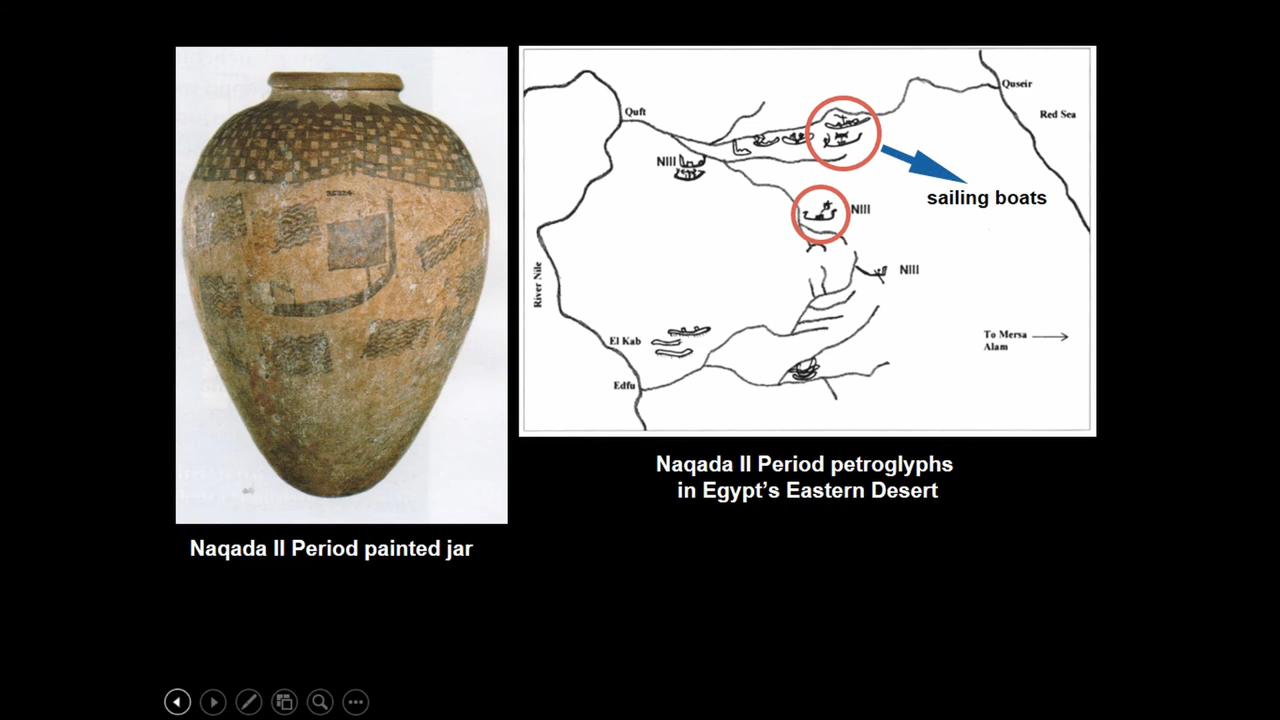 35324
Naqada II Period painted jar
Quft
Quseir
Red Sea
NIII
sailing boats
NIII
River Nile
NIII
El Kab
To Mersa
Alam
Edfu
Naqada II Period petroglyphs
in Egypt’s Eastern Desert